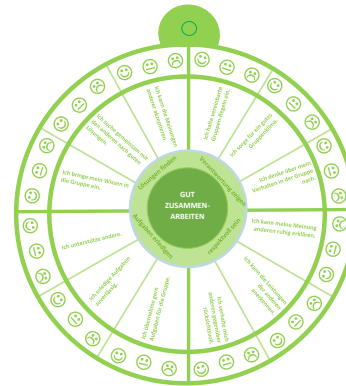 GUT
ZUSAMMEN-
ARBEITEN
Verantwortung zeigen
respektvoll sein
Aufgaben erledigen
Lösungen finden
Ich halte vereinbarte
Gruppen-Regeln ein.
Ich sorge für ein gutes
Gruppenklima.
Ich denke über mein
Verhalten in der Gruppe
nach.
Ich kann meine Meinung
anderen ruhig erklären.
Ich kann die Leistungen
der anderen
anerkennen.
Ich verhalte mich
anderen gegenüber
rücksichtsvoll.
Ich übernehme gern
Aufgaben für die Gruppe.
Ich erledige Aufgaben
zuverlässig.
Ich unterstütze andere.
Ich bringe mein Wissen in
die Gruppe ein.
Ich suche gemeinsam mit
den anderen nach guten
Lösungen.
Ich kann die Meinungen
anderer akzeptieren.